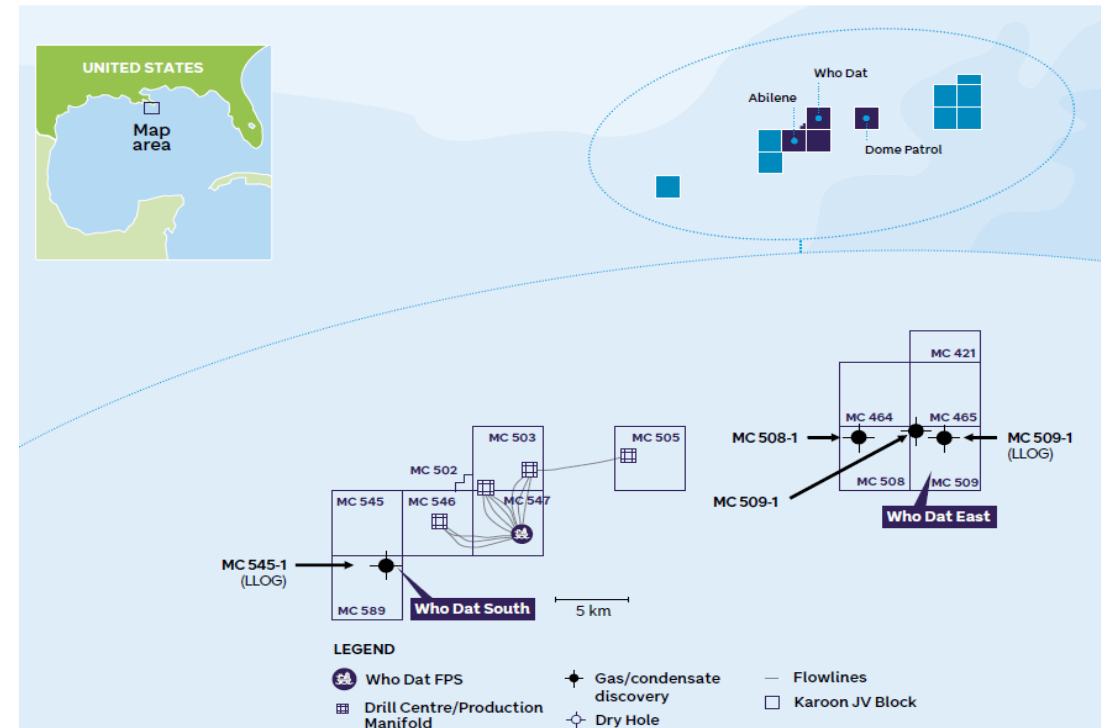 UNITED STATES
Map
area
Who Dat
Abilene
Dome Patrol
MC 421
MC 464
MC 465
MC 503
MC 505
MC 508-1
MC 509-1
(LLOG)
MC 502
MC 508
MC 509
MC 545
MC 546
MC 547
MC 509-1
Who Dat East
MC 545-1
(LLOG)
MC 589
Who Dat South
5 km
LEGEND
Who Dat FPS
Drill Centre/Production
Manifold
Gas/condensate
discovery
Dry Hole
Flowlines
Karoon JV Block